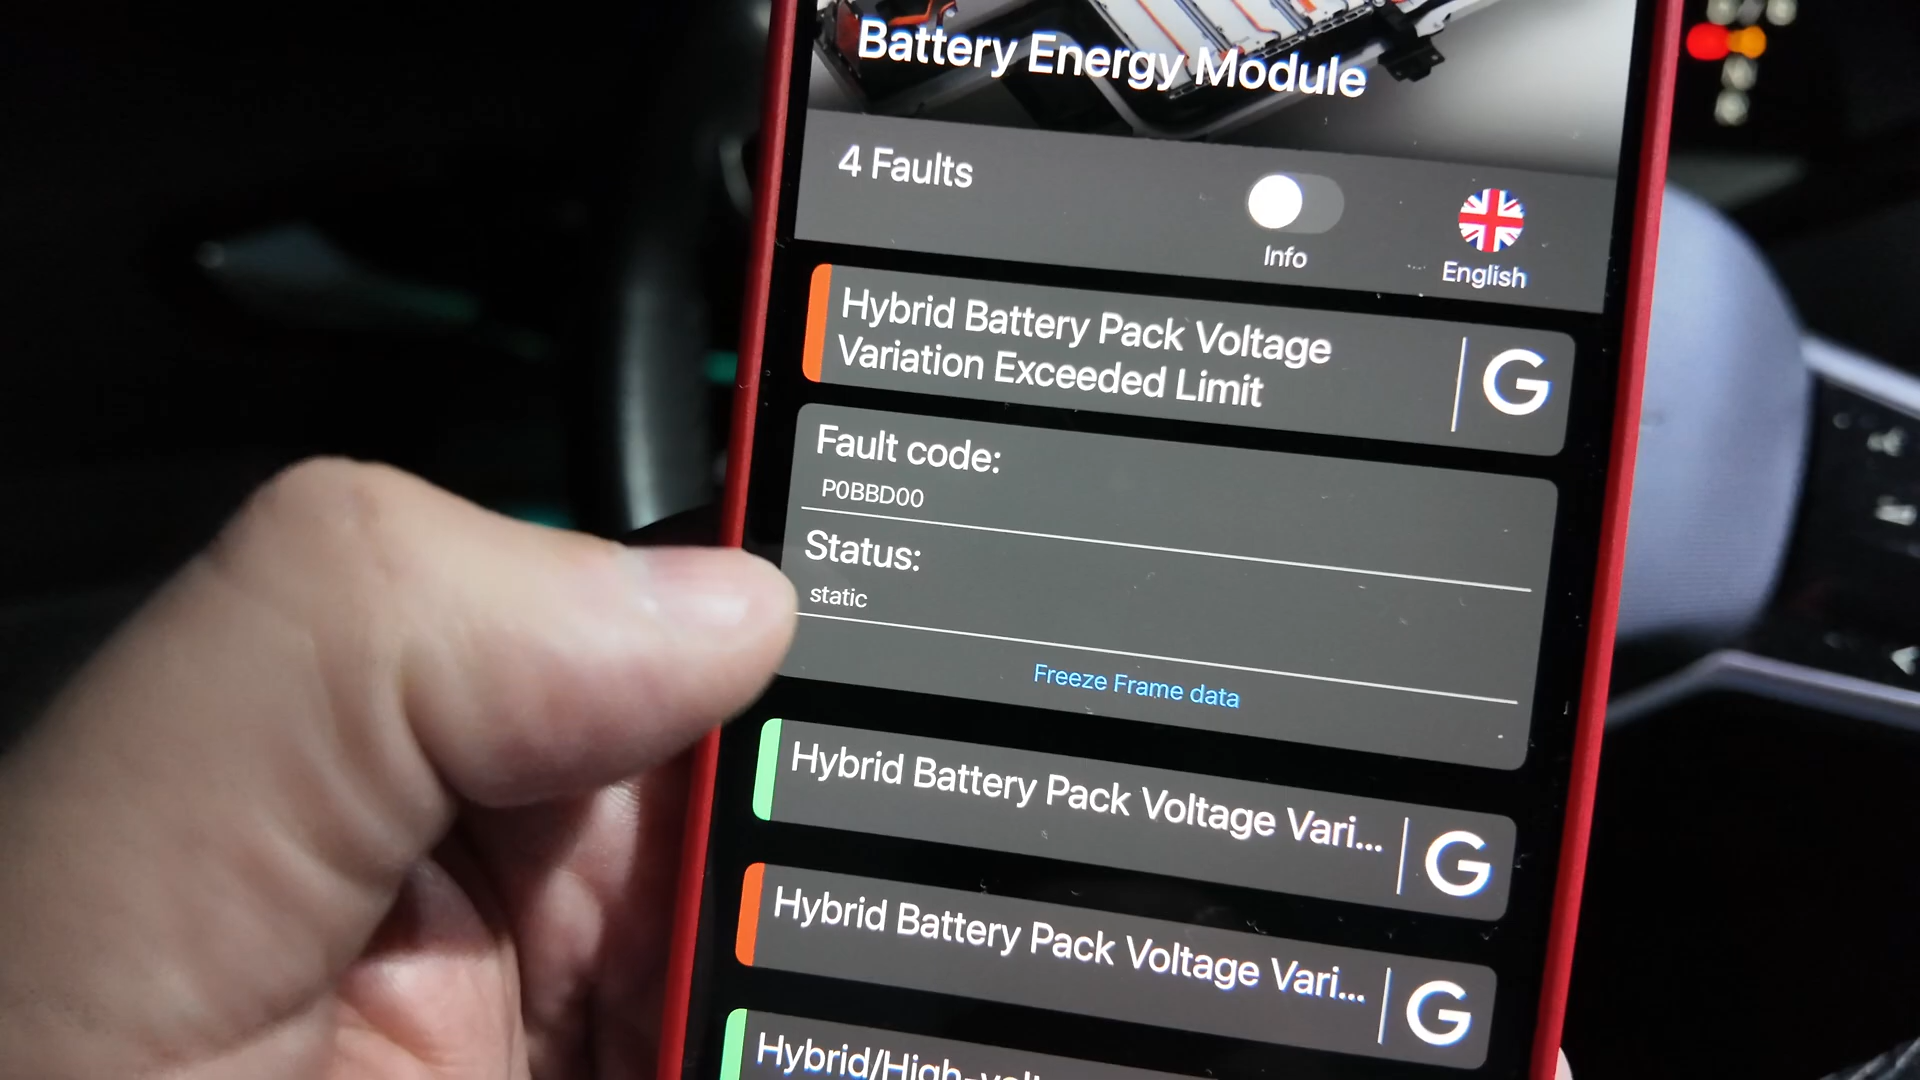 Battery Energy Module
4 Faults
Info
English
Hybrid Battery Pack Voltage
Variation Exceeded Limit
G
Fault code:
P0BBD00
Status:
static
Freeze Frame data
Hybrid Battery Pack Voltage Vari...
G
Hybrid Battery Pack Voltage Vari...
G